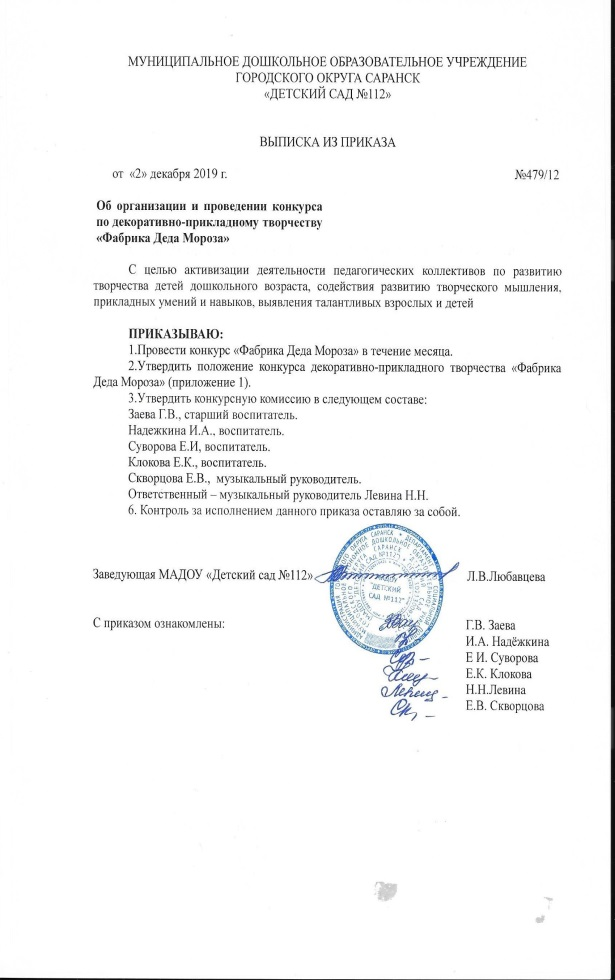 МУНИЦИПАЛЬНОЕ ДОШКОЛЬНОЕ ОБРАЗОВАТЕЛЬНОЕ УЧРЕЖДЕНИЕ
ГОРОДСКОГО ОКРУГА САРАНСК
«ДЕТСКИЙ САД №112»
ВЫПИСКА ИЗ ПРИКАЗА
от «2» декабря 2019 г. №479/12
Об организации и проведении конкурса
по декоративно-прикладному творчеству
«Фабрика Деда Мороза»
С целью активизации деятельности педагогических коллективов по развитию
творчества детей дошкольного возраста, содействия развитию творческого мышления,
прикладных умений и навыков, выявления талантливых взрослых и детей
ПРИКАЗЫВАЮ:
1.Провести конкурс «Фабрика Деда Мороза» в течение месяца.
2.Утвердить положение конкурса декоративно-прикладного творчества «Фабрика
Деда Мороза» (приложение 1).
3.Утвердить конкурсную комиссию в следующем составе:
Заева Г.В., старший воспитатель.
Надежкина И.А., воспитатель.
Суворова Е.И, воспитатель.
Клокова Е.К., воспитатель.
Скворцова Е.В., музыкальный руководитель.
Ответственный – музыкальный руководитель Левина Н.Н.
6. Контроль за исполнением данного приказа оставляю за собой.
Заведующая МАДОУ «Детский сад №112» Л.В.Любавцева
"ДЕТСКИЙ
САД №112"
С приказом ознакомлены: Г.В. Заева
И.А. Надёжкина
Е И. Суворова
Е.К. Клокова
Н.Н.Левина
Е.В. Скворцова